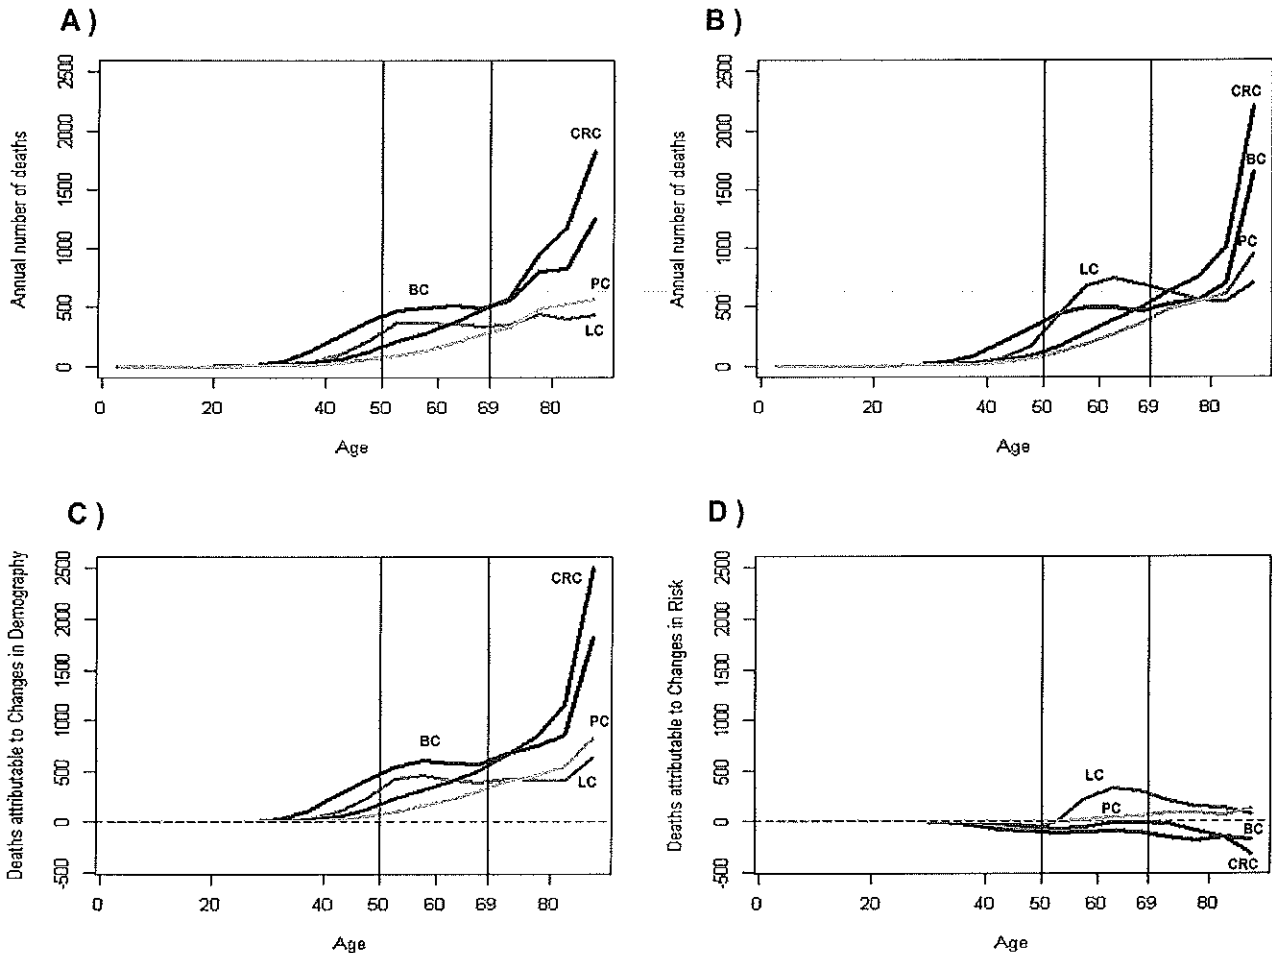 A)
2500
2000
1500
1000
500
0
Annual number of deaths
CRC
BC
PC
LC
0 20 40 50 60 69 80
Age
B)
2500
2000
1500
1000
500
0
Annual number of deaths
CRC
BC
PC
LC
0 20 40 50 60 69 80
Age
C)
2500
2000
1500
1000
500
0
-500
Deaths attributable to Changes in Demography
CRC
BC
PC
LC
0 20 40 50 60 69 80
Age
D)
2500
2000
1500
1000
500
0
-500
Deaths attributable to Changes in Risk
LC
PC
BC
CRC
0 20 40 50 60 69 80
Age